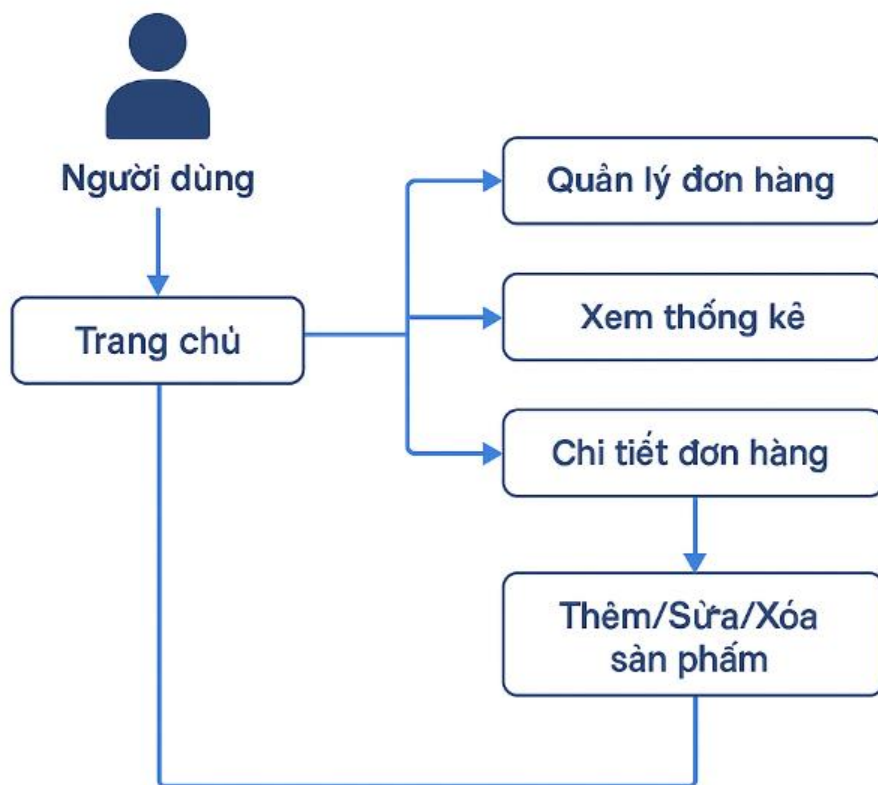 Người dùng
Trang chủ
Quản lý đơn hàng
Xem thống kê
Chi tiết đơn hàng
Thêm/Sửa/Xóa
sản phẩm